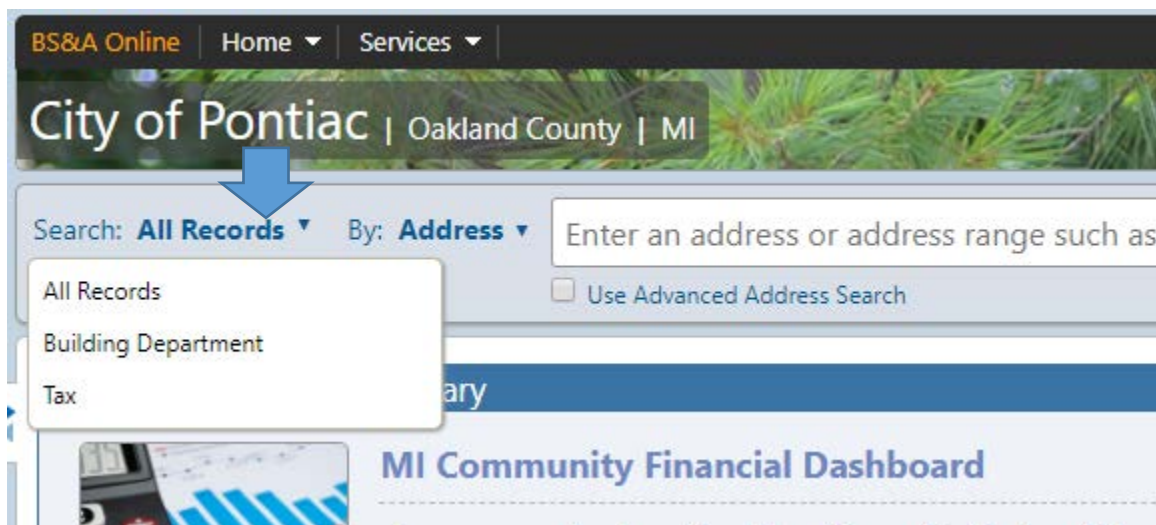 BS&A Online | Home ▼ | Services ▼
City of Pontiac | Oakland County | MI
Search: All Records ▼ By: Address ▼ Enter an address or address range such as
Use Advanced Address Search
All Records
Building Department
Tax
ary
MI Community Financial Dashboard